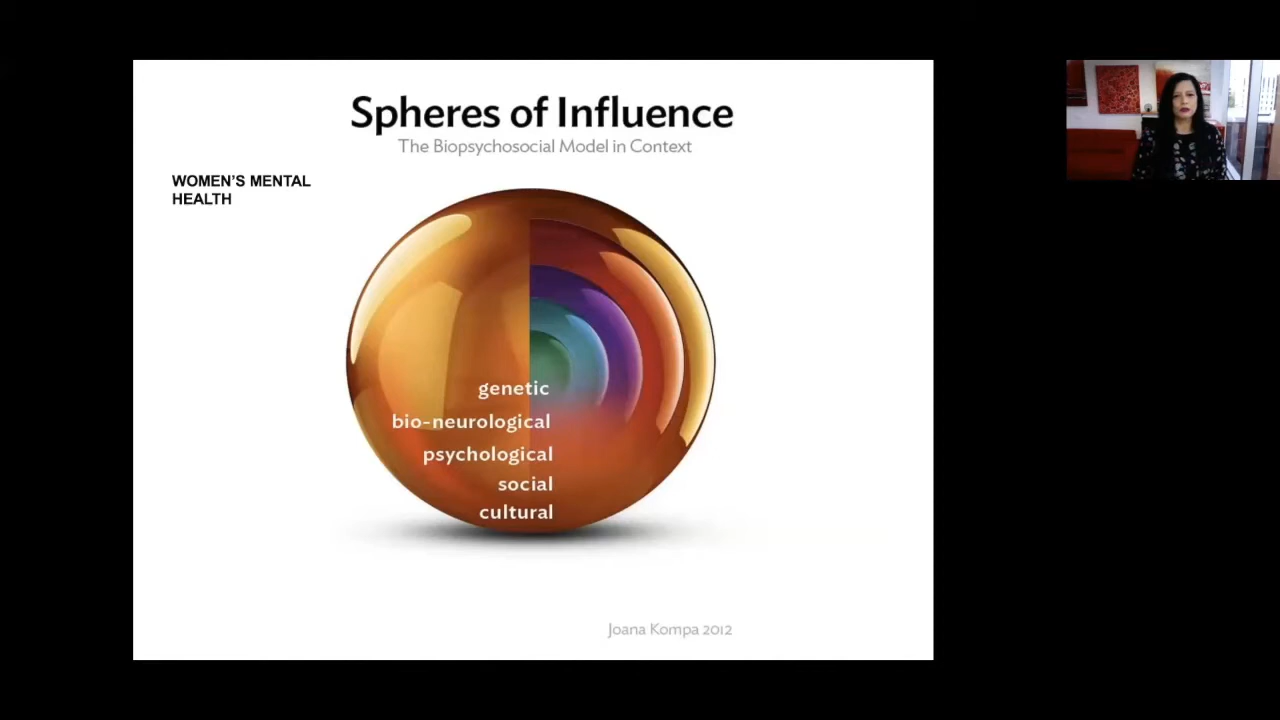 Spheres of Influence
The Biopsychosocial Model in Context
WOMEN'S MENTAL
HEALTH
genetic
bio-neurological
psychological
social
cultural
Joana Kompa 2012